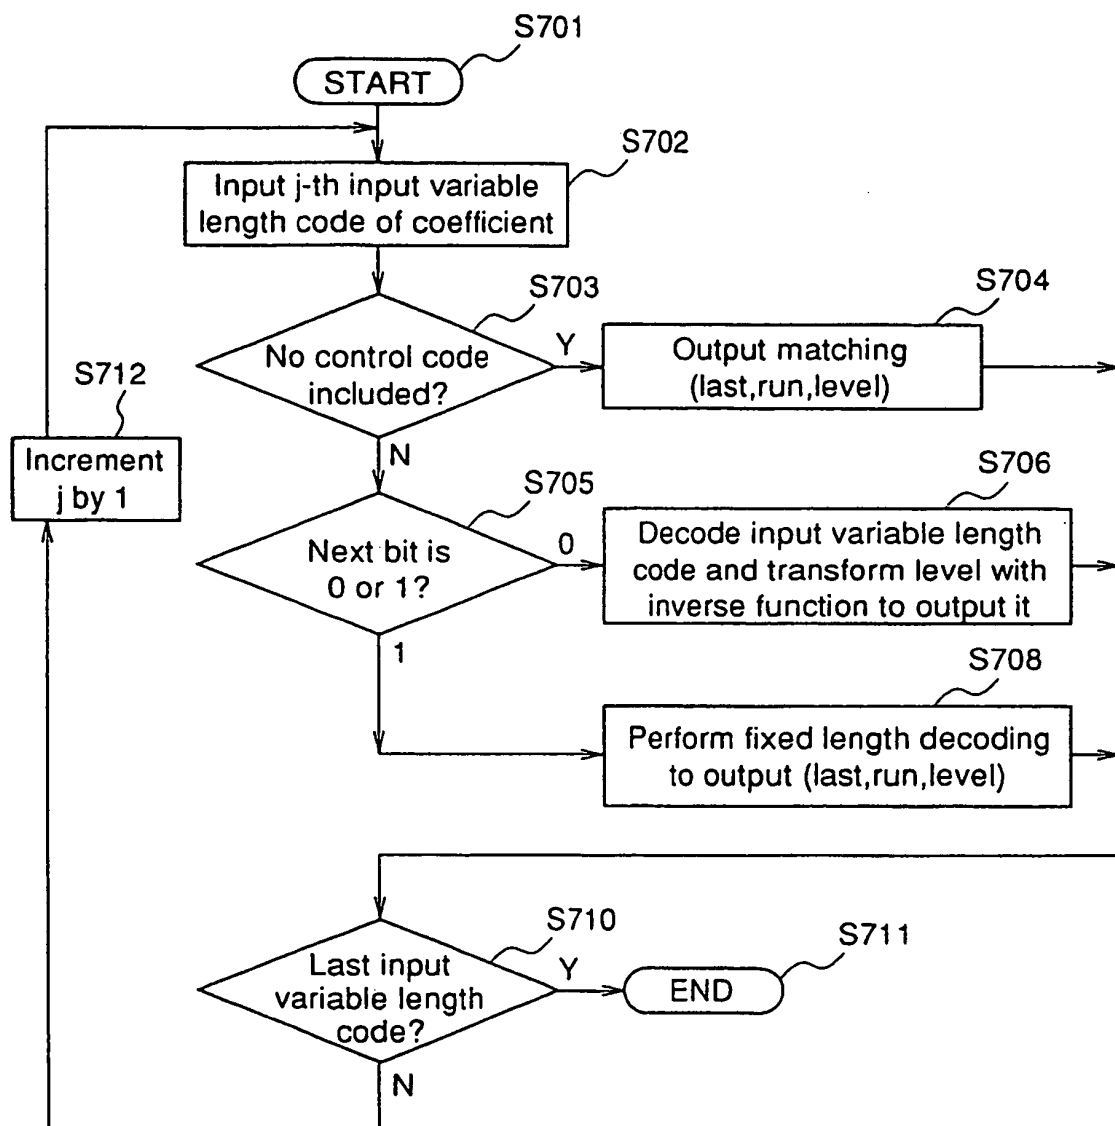 S701
START
S702
Input j-th input variable
length code of coefficient
S703
No control code
included?
Y
S704
Output matching
(last,run,level)
S712
Increment
j by 1
N
S705
Next bit is
0 or 1?
0
S706
Decode input variable length
code and transform level with
inverse function to output it
1
S708
Perform fixed length decoding
to output (last,run,level)
S710
Last input
variable length
code?
Y
S711
END
N